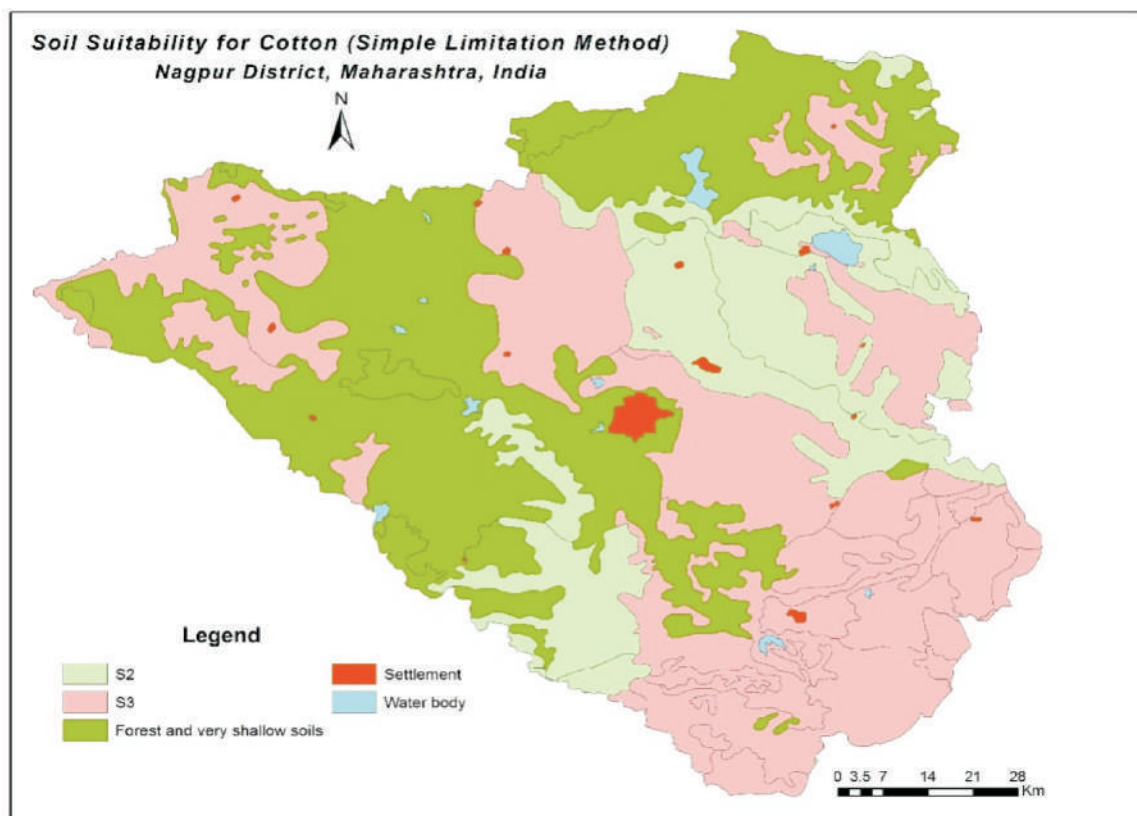 Soil Suitability for Cotton (Simple Limitation Method)
Nagpur District, Maharashtra, India
N
Legend
S2
S3
Forest and very shallow soils
Settlement
Water body
0 3.5 7 14 21 28
Km